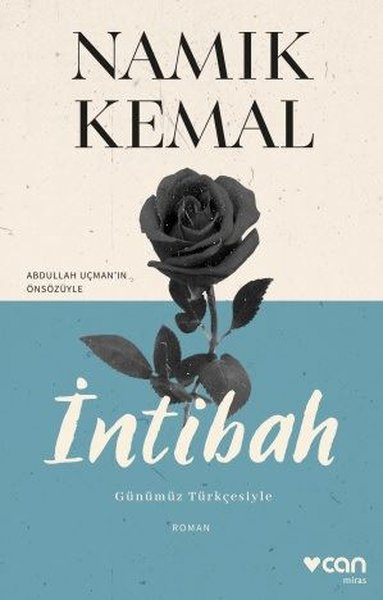 NAMIK
KEMAL
ABDULLAH UÇMAN'IN
ÖNSÖZÜYLE
İntibah
Günümüz Türkçesiyle
ROMAN
can
miras